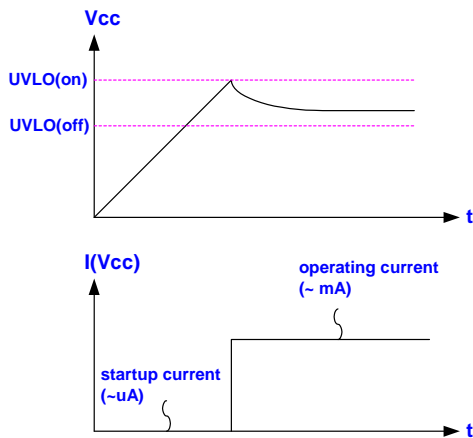 Vcc
UVLO(on)
UVLO(off)
t
I(Vcc)
operating current
(~ mA)
startup current
(~uA)
t